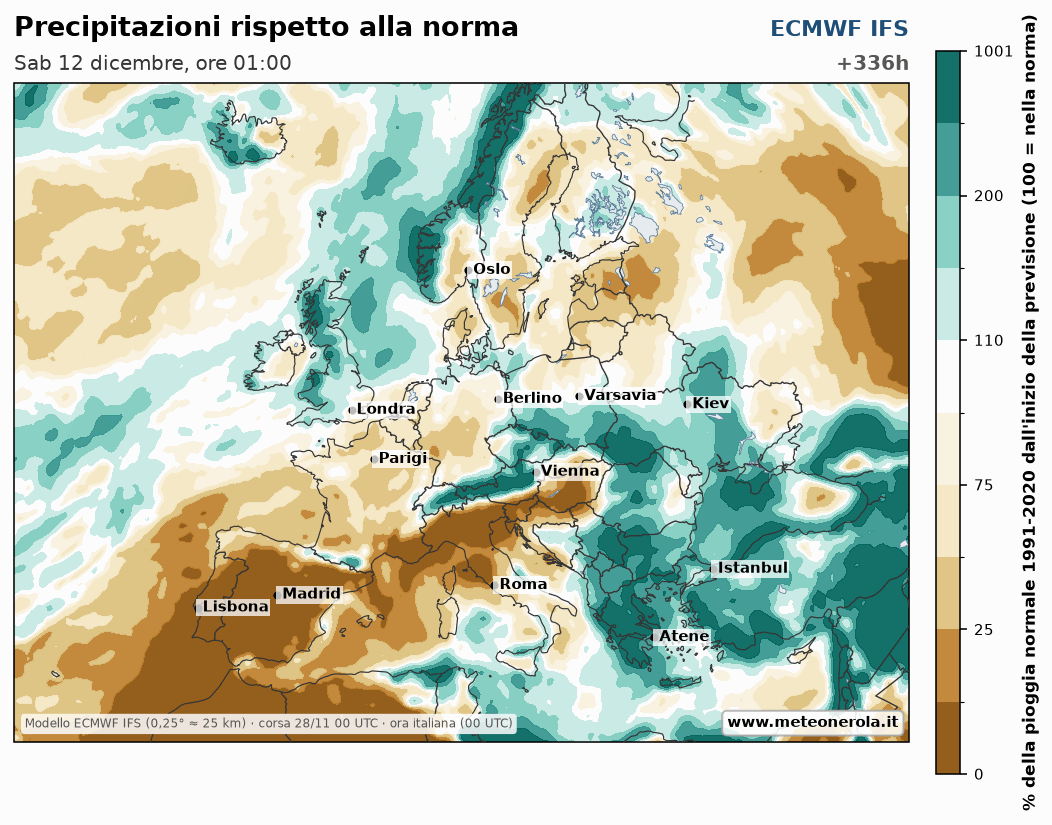 Precipitazioni rispetto alla norma
ECMWF IFS
Sab 12 dicembre, ore 01:00
+336h
Oslo
Londra
Berlino
Varsavia
Kiev
Parigi
Vienna
Istanbul
Roma
Madrid
Lisbona
Atene
Modello ECMWF IFS (0,25° ≈ 25 km) · corsa 28/11 00 UTC · ora italiana (00 UTC)
www.meteonerola.it
1001
200
110
75
25
0
% della pioggia normale 1991-2020 dall'inizio della previsione (100 = nella norma)